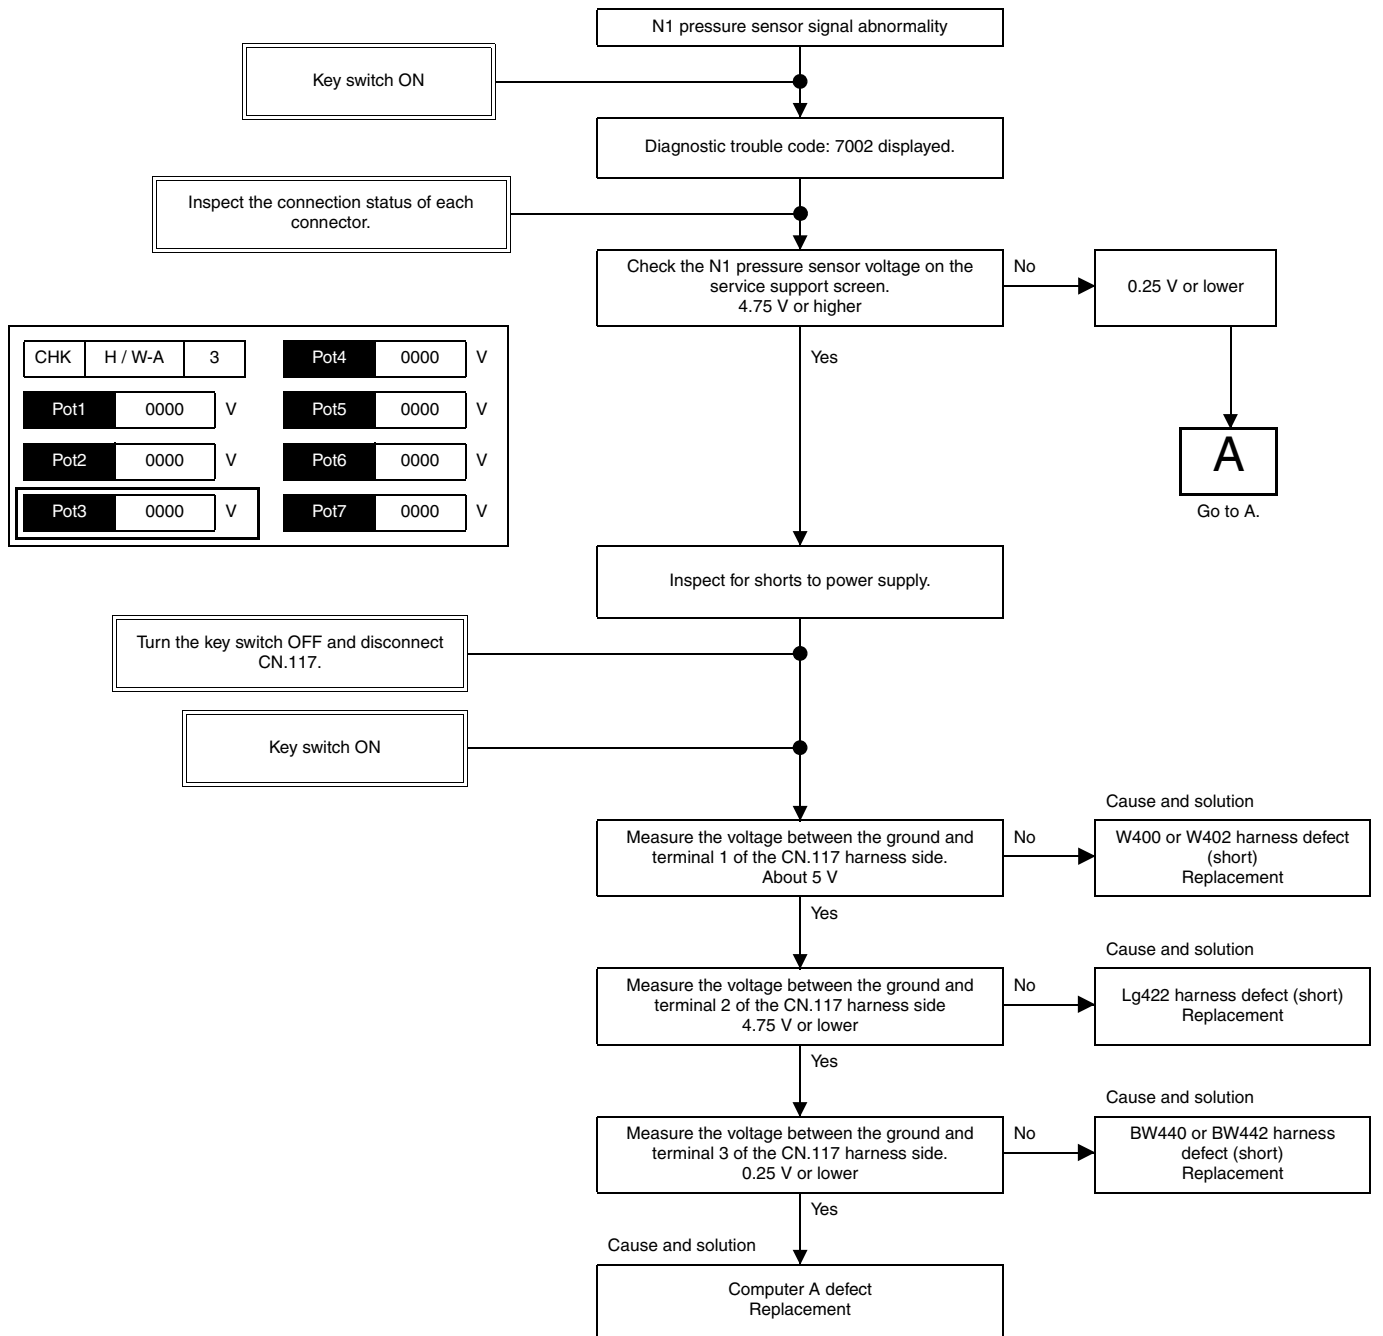 N1 pressure sensor signal abnormality
Key switch ON
Diagnostic trouble code: 7002 displayed.
Inspect the connection status of each
connector.
Check the N1 pressure sensor voltage on the
service support screen.
4.75 V or higher
No
0.25 V or lower
Yes
A
Go to A.
CHK H / W-A 3
Pot1 0000 V
Pot2 0000 V
Pot3 0000 V
Pot4 0000 V
Pot5 0000 V
Pot6 0000 V
Pot7 0000 V
Inspect for shorts to power supply.
Turn the key switch OFF and disconnect
CN.117.
Key switch ON
Measure the voltage between the ground and
terminal 1 of the CN.117 harness side.
About 5 V
No
Cause and solution
W400 or W402 harness defect
(short)
Replacement
Yes
Measure the voltage between the ground and
terminal 2 of the CN.117 harness side
4.75 V or lower
No
Cause and solution
Lg422 harness defect (short)
Replacement
Yes
Measure the voltage between the ground and
terminal 3 of the CN.117 harness side.
0.25 V or lower
No
Cause and solution
BW440 or BW442 harness
defect (short)
Replacement
Yes
Cause and solution
Computer A defect
Replacement